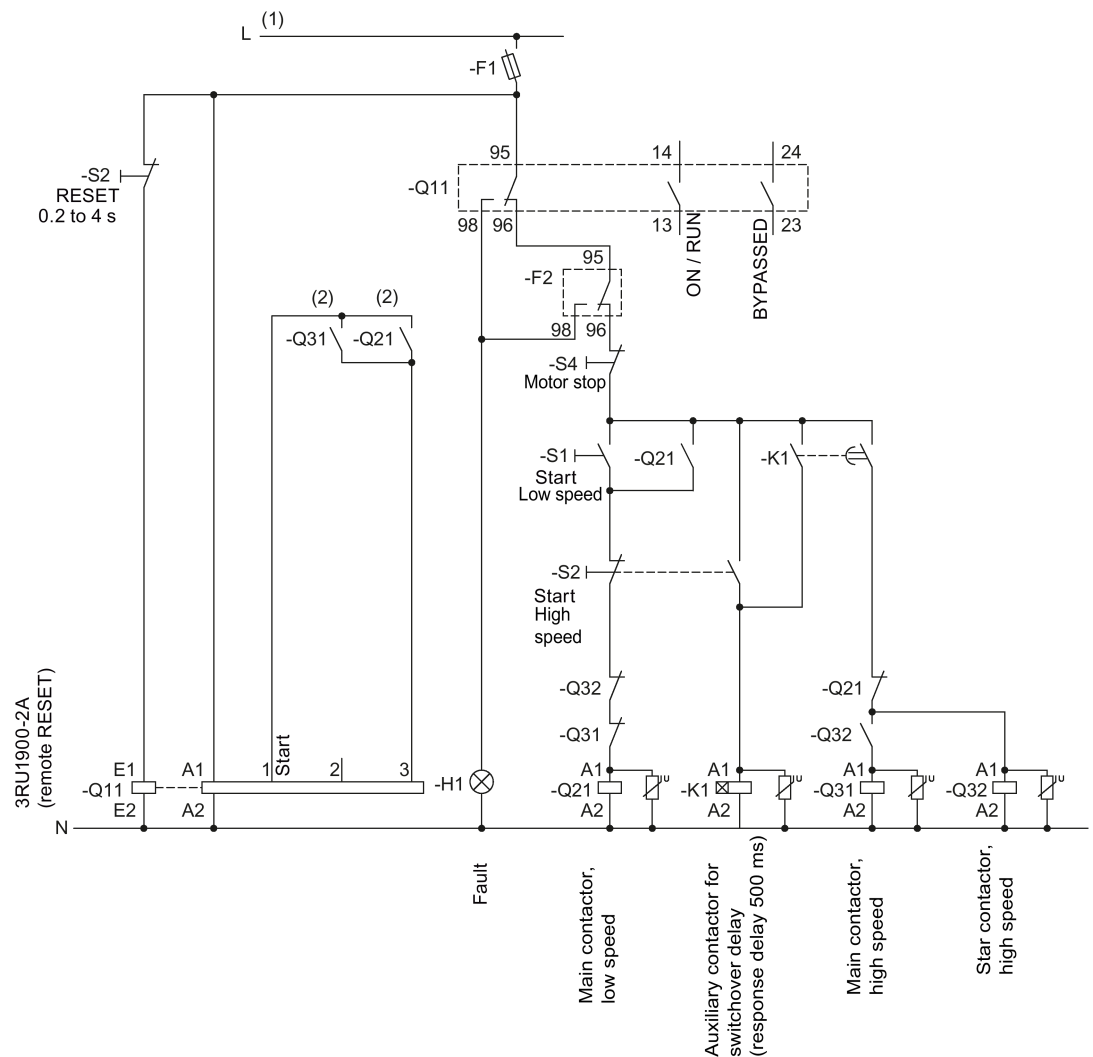 L (1)
-F1
95
14
24
-S2
RESET
0.2 to 4 s
-Q11
98
96
13
23
ON / RUN
BYPASSED
95
-F2
(2)
(2)
-Q31
-Q21
98
96
-S4
Motor stop
-S1
Start
Low speed
-Q21
-K1
-S2
Start
High
speed
-Q32
-Q21
-Q31
-Q32
3RU1900-2A
(remote RESET)
E1
A1
1
Start
2
3
A1
A1
A1
A1
-Q11
-H1
-Q21
U
-K1
U
-Q31
U
-Q32
U
E2
A2
A2
A2
A2
A2
N
Fault
Main contactor,
low speed
Auxiliary contactor for
switchover delay
(response delay 500 ms)
Main contactor,
high speed
Star contactor,
high speed